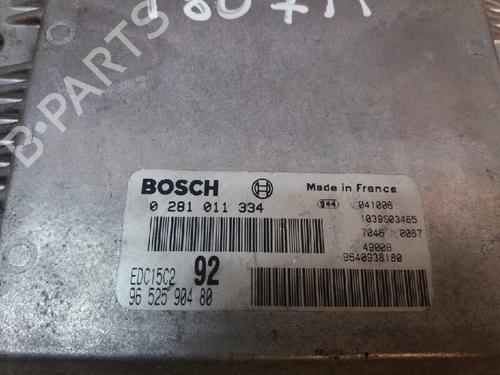 B-PARTS
BOSCH
Made in France
0 281 011 334
944 041006
1039S03465
7046 0087
49006
9640938180
EDC15C2 92
96 525 904 80